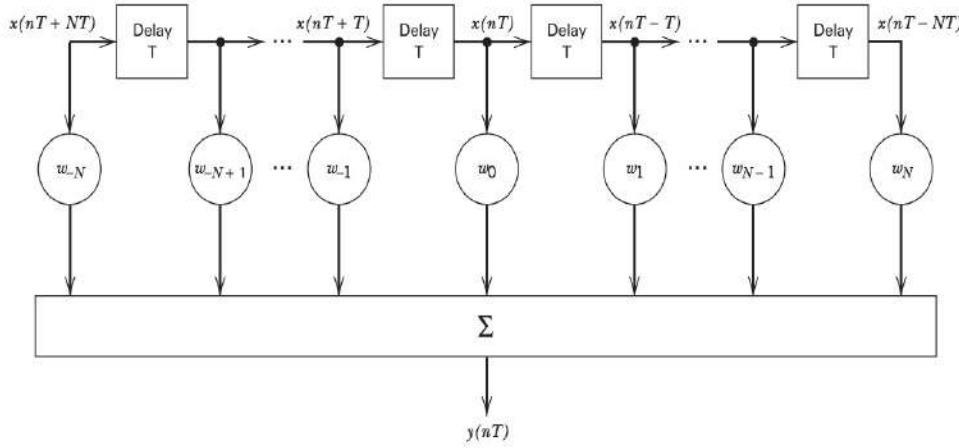 x(nT + NT) x(nT + T) x(nT) x(nT − T) x(nT − NT)
Delay T ... Delay T Delay T ... Delay T
w₋N w₋N+1 ... w₋1 w0 w1 ... wN−1 wN
Σ
y(nT)